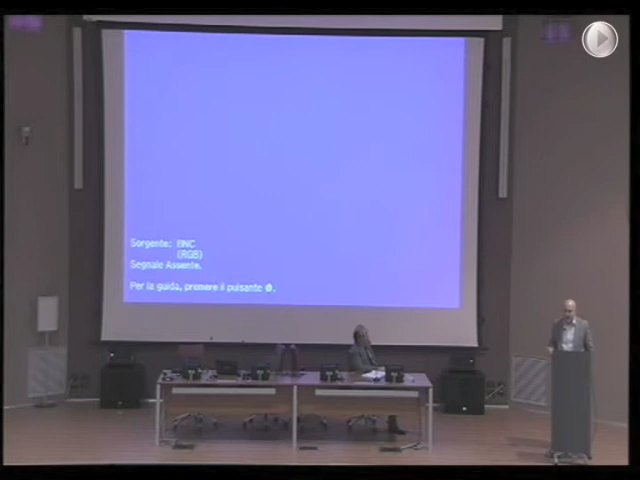 Sorgente: BNC
(RGB)
Segnale Assente.
Per la guida, premere il pulsante Ø.